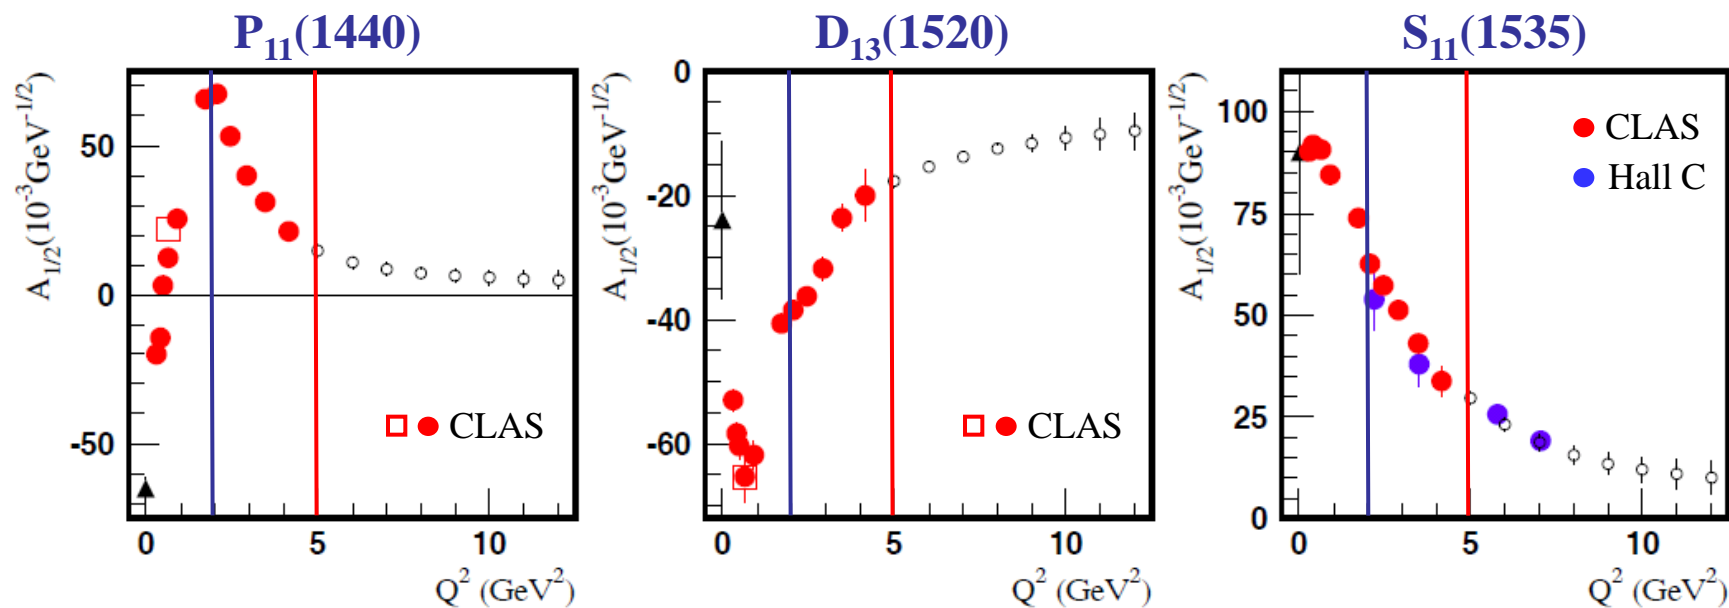 P₁₁(1440)
A₁/₂(10⁻³GeV⁻¹/²)
50
0
-50
0 5 10
Q² (GeV²)
CLAS
D₁₃(1520)
A₁/₂(10⁻³GeV⁻¹/²)
0
-20
-40
-60
0 5 10
Q² (GeV²)
CLAS
S₁₁(1535)
A₁/₂(10⁻³GeV⁻¹/²)
100
75
50
25
0
0 5 10
Q² (GeV²)
CLAS
Hall C